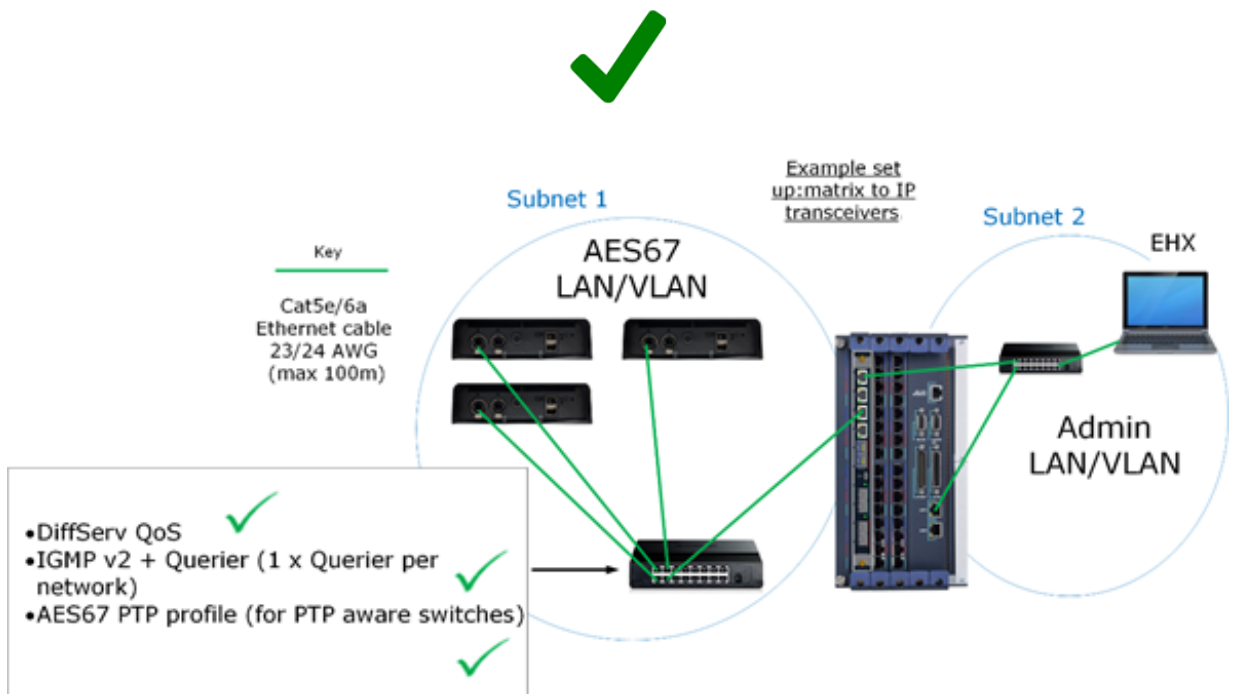 Example set
up:matrix to IP
transceivers
Subnet 1
Subnet 2
Key
AES67
LAN/VLAN
EHX
Cat5e/6a
Ethernet cable
23/24 AWG
(max 100m)
Admin
LAN/VLAN
•DiffServ QoS
•IGMP v2 + Querier (1 x Querier per
network)
•AES67 PTP profile (for PTP aware switches)